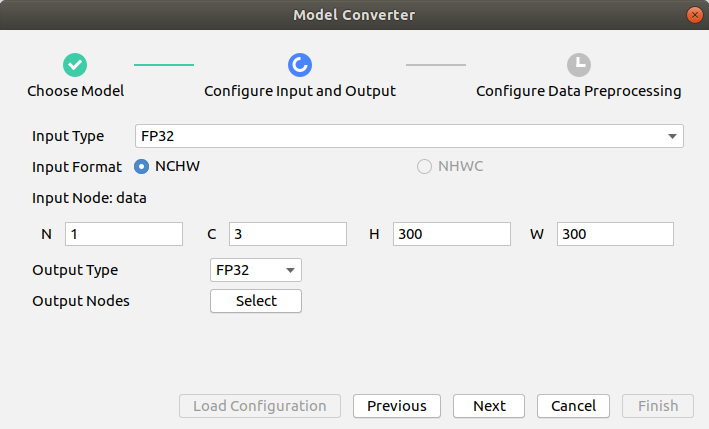 Model Converter
Choose Model
Configure Input and Output
Configure Data Preprocessing
Input Type FP32
Input Format NCHW NHWC
Input Node: data
N 1 C 3 H 300 W 300
Output Type FP32
Output Nodes Select
Load Configuration Previous Next Cancel Finish